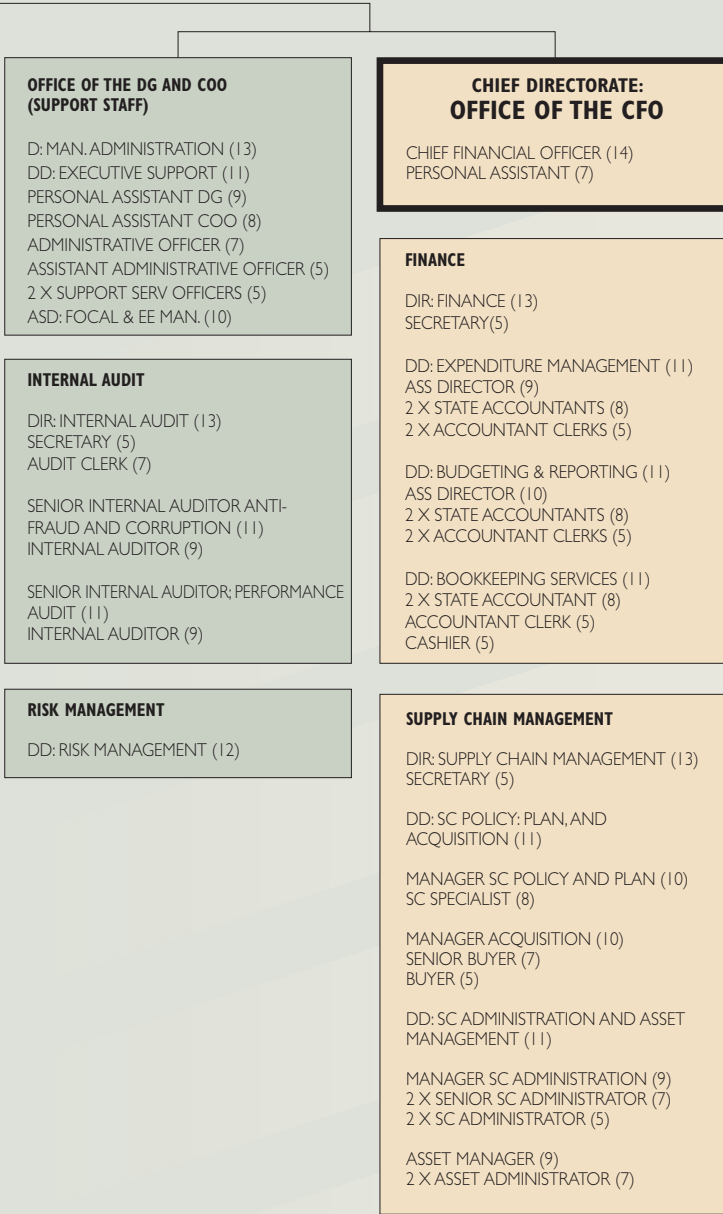 OFFICE OF THE DG AND COO
(SUPPORT STAFF)
D: MAN. ADMINISTRATION (13)
DD: EXECUTIVE SUPPORT (11)
PERSONAL ASSISTANT DG (9)
PERSONAL ASSISTANT COO (8)
ADMINISTRATIVE OFFICER (7)
ASSISTANT ADMINISTRATIVE OFFICER (5)
2 X SUPPORT SERV OFFICERS (5)
ASD: FOCAL & EE MAN. (10)
INTERNAL AUDIT
DIR: INTERNAL AUDIT (13)
SECRETARY (5)
AUDIT CLERK (7)
SENIOR INTERNAL AUDITOR ANTI-
FRAUD AND CORRUPTION (11)
INTERNAL AUDITOR (9)
SENIOR INTERNAL AUDITOR; PERFORMANCE
AUDIT (11)
INTERNAL AUDITOR (9)
RISK MANAGEMENT
DD: RISK MANAGEMENT (12)
CHIEF DIRECTORATE:
OFFICE OF THE CFO
CHIEF FINANCIAL OFFICER (14)
PERSONAL ASSISTANT (7)
FINANCE
DIR: FINANCE (13)
SECRETARY(5)
DD: EXPENDITURE MANAGEMENT (11)
ASS DIRECTOR (9)
2 X STATE ACCOUNTANTS (8)
2 X ACCOUNTANT CLERKS (5)
DD: BUDGETING & REPORTING (11)
ASS DIRECTOR (10)
2 X STATE ACCOUNTANTS (8)
2 X ACCOUNTANT CLERKS (5)
DD: BOOKKEEPING SERVICES (11)
2 X STATE ACCOUNTANT (8)
ACCOUNTANT CLERK (5)
CASHIER (5)
SUPPLY CHAIN MANAGEMENT
DIR: SUPPLY CHAIN MANAGEMENT (13)
SECRETARY (5)
DD: SC POLICY: PLAN, AND
ACQUISITION (11)
MANAGER SC POLICY AND PLAN (10)
SC SPECIALIST (8)
MANAGER ACQUISITION (10)
SENIOR BUYER (7)
BUYER (5)
DD: SC ADMINISTRATION AND ASSET
MANAGEMENT (11)
MANAGER SC ADMINISTRATION (9)
2 X SENIOR SC ADMINISTRATOR (7)
2 X SC ADMINISTRATOR (5)
ASSET MANAGER (9)
2 X ASSET ADMINISTRATOR (7)